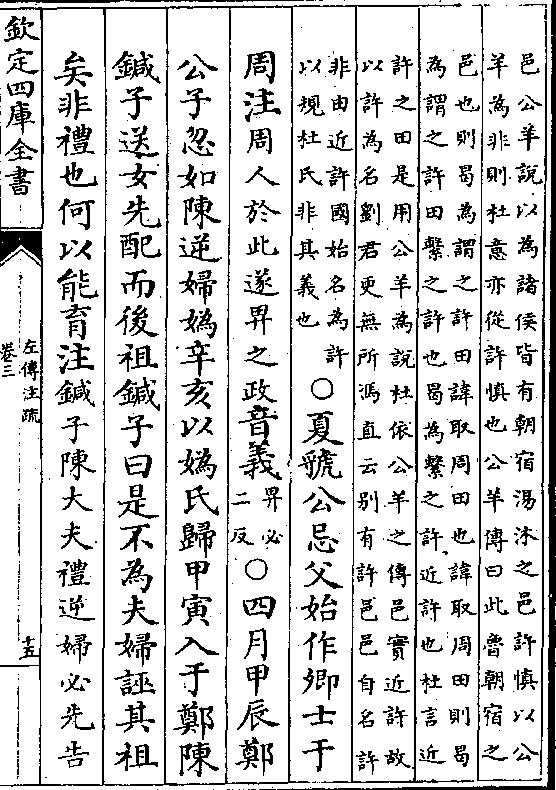 邑公羊說以為諸侯皆有朝宿湯沐之邑許慎以公
羊為非則杜意亦從許慎也公羊傳曰此魯朝宿之
邑也則曷為謂之許田諱取周田也諱取周田則曷
為謂之許田繫之許也曷為繫之許近許也杜言近
許之田是用公羊為說杜依公羊之傳邑實近許故
以許為名劉君更無所馮直云别有許邑邑自名許
非由近許國始名為許
以規杜氏非其義也
○夏虢公忌父始作卿士于
周注周人於此遂畀之政音義畀必二反○四月甲辰鄭
公子忽如陳逆婦媯辛亥以媯氏歸甲寅入于鄭陳
鍼子送女先配而後祖鍼子曰是不為夫婦誣其祖
矣非禮也何以能育注鍼子陳大夫禮逆婦必先告
欽定四庫全書
左傳注疏
卷三
十五